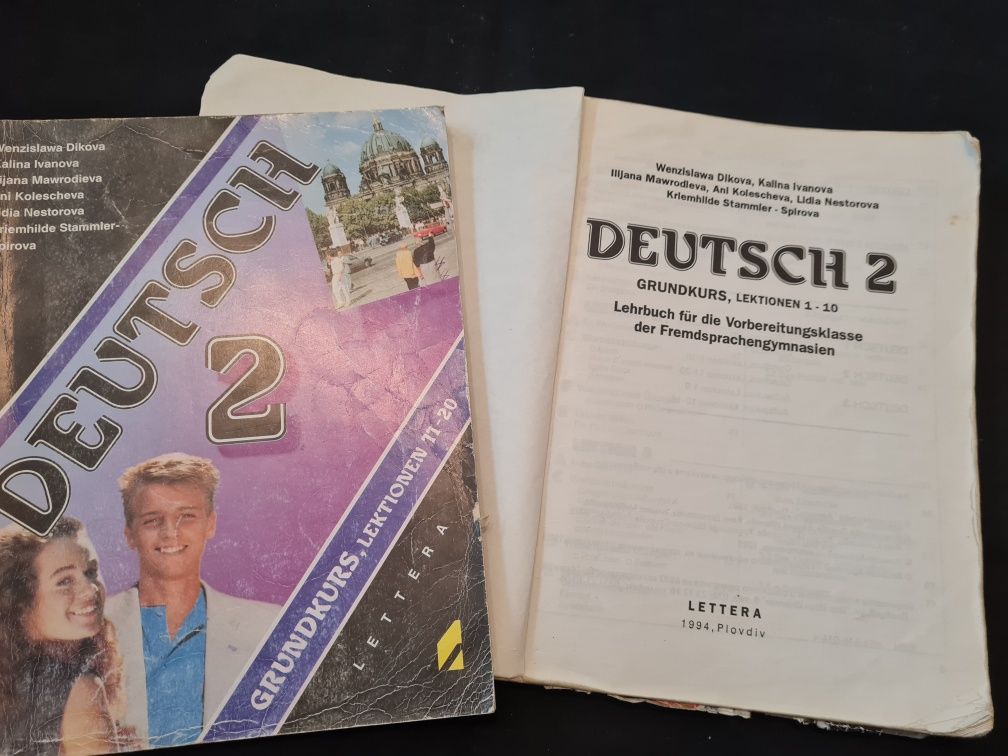 Wenzislawa Dikova
Kalina Ivanova
Ilijana Mawrodieva
Ani Kolescheva
Lidia Nestorova
Kriemhilde Stammler-
Spirova
DEUTSCH
2
GRUNDKURS, LEKTIONEN 11-20
LETTERA
Wenzislawa Dikova, Kalina Ivanova
Ilijana Mawrodieva, Ani Kolescheva, Lidia Nestorova
Kriemhilde Stammler - Spirova
DEUTSCH 2
GRUNDKURS, LEKTIONEN 1 - 10
Lehrbuch für die Vorbereitungsklasse
der Fremdsprachengymnasien
LETTERA
1994, Plovdiv